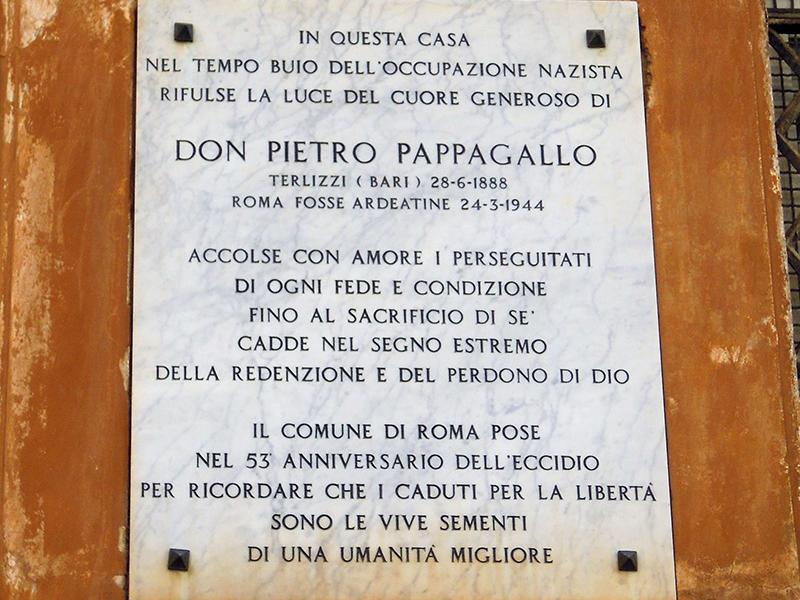 IN QUESTA CASA
NEL TEMPO BUIO DELL'OCCUPAZIONE NAZISTA
RIFULSE LA LUCE DEL CUORE GENEROSO DI
DON PIETRO PAPPAGALLO
TERLIZZI ( BARI ) 28-6-1888
ROMA FOSSE ARDEATINE 24-3-1944
ACCOLSE CON AMORE I PERSEGUITATI
DI OGNI FEDE E CONDIZIONE
FINO AL SACRIFICIO DI SE'
CADDE NEL SEGNO ESTREMO
DELLA REDENZIONE E DEL PERDONO DI DIO
IL COMUNE DI ROMA POSE
NEL 53° ANNIVERSARIO DELL'ECCIDIO
PER RICORDARE CHE I CADUTI PER LA LIBERTÀ
SONO LE VIVE SEMENTI
DI UNA UMANITÀ MIGLIORE